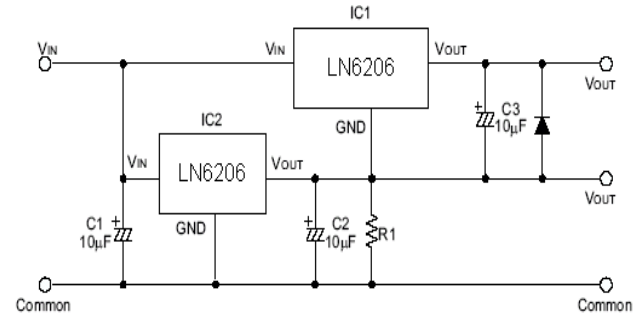 IC1
VIN
VIN
LN6206
VOUT
VOUT
GND
C3
10μF
IC2
VIN
LN6206
VOUT
VOUT
GND
C1
10μF
C2
10μF
R1
Common
Common